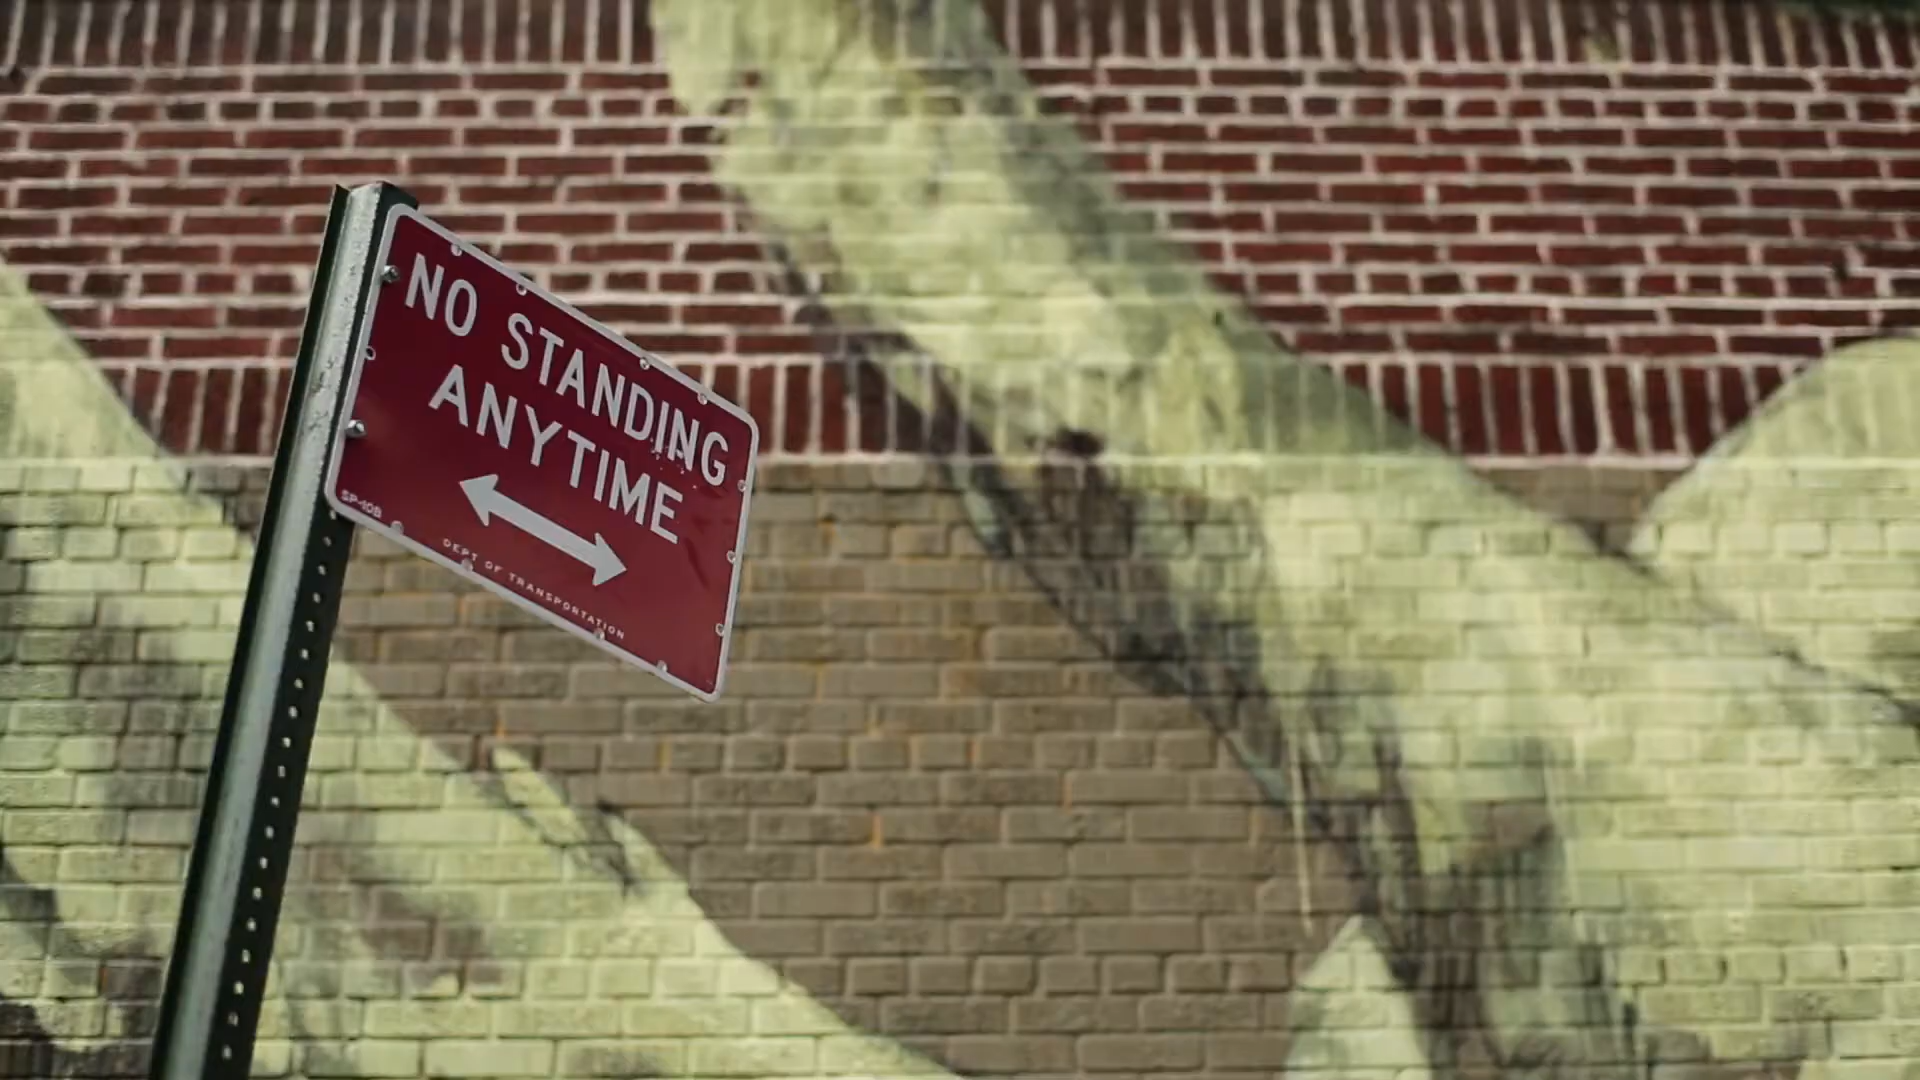 NO STANDING
ANYTIME
SP-10B
DEPT OF TRANSPORTATION